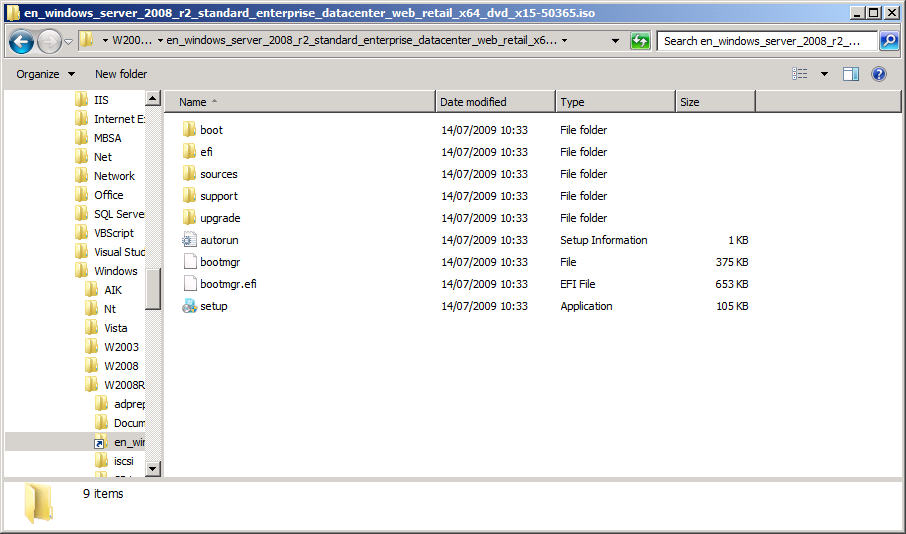 en_windows_server_2008_r2_standard_enterprise_datacenter_web_retail_x64_dvd_x15-50365.iso
W200... en_windows_server_2008_r2_standard_enterprise_datacenter_web_retail_x6... Search en_windows_server_2008_r2_...
Organize New folder
Name Date modified Type Size
IIS
Internet E
MBSA
Net
Network
Office
SQL Serve
VBScript
Visual Stud
Windows
AIK
Nt
Vista
W2003
W2008
W2008R
adprep
Docum
en_wi
iscsi
boot 14/07/2009 10:33 File folder
efi 14/07/2009 10:33 File folder
sources 14/07/2009 10:33 File folder
support 14/07/2009 10:33 File folder
upgrade 14/07/2009 10:33 File folder
autorun 14/07/2009 10:33 Setup Information 1 KB
bootmgr 14/07/2009 10:33 File 375 KB
bootmgr.efi 14/07/2009 10:33 EFI File 653 KB
setup 14/07/2009 10:33 Application 105 KB
9 items